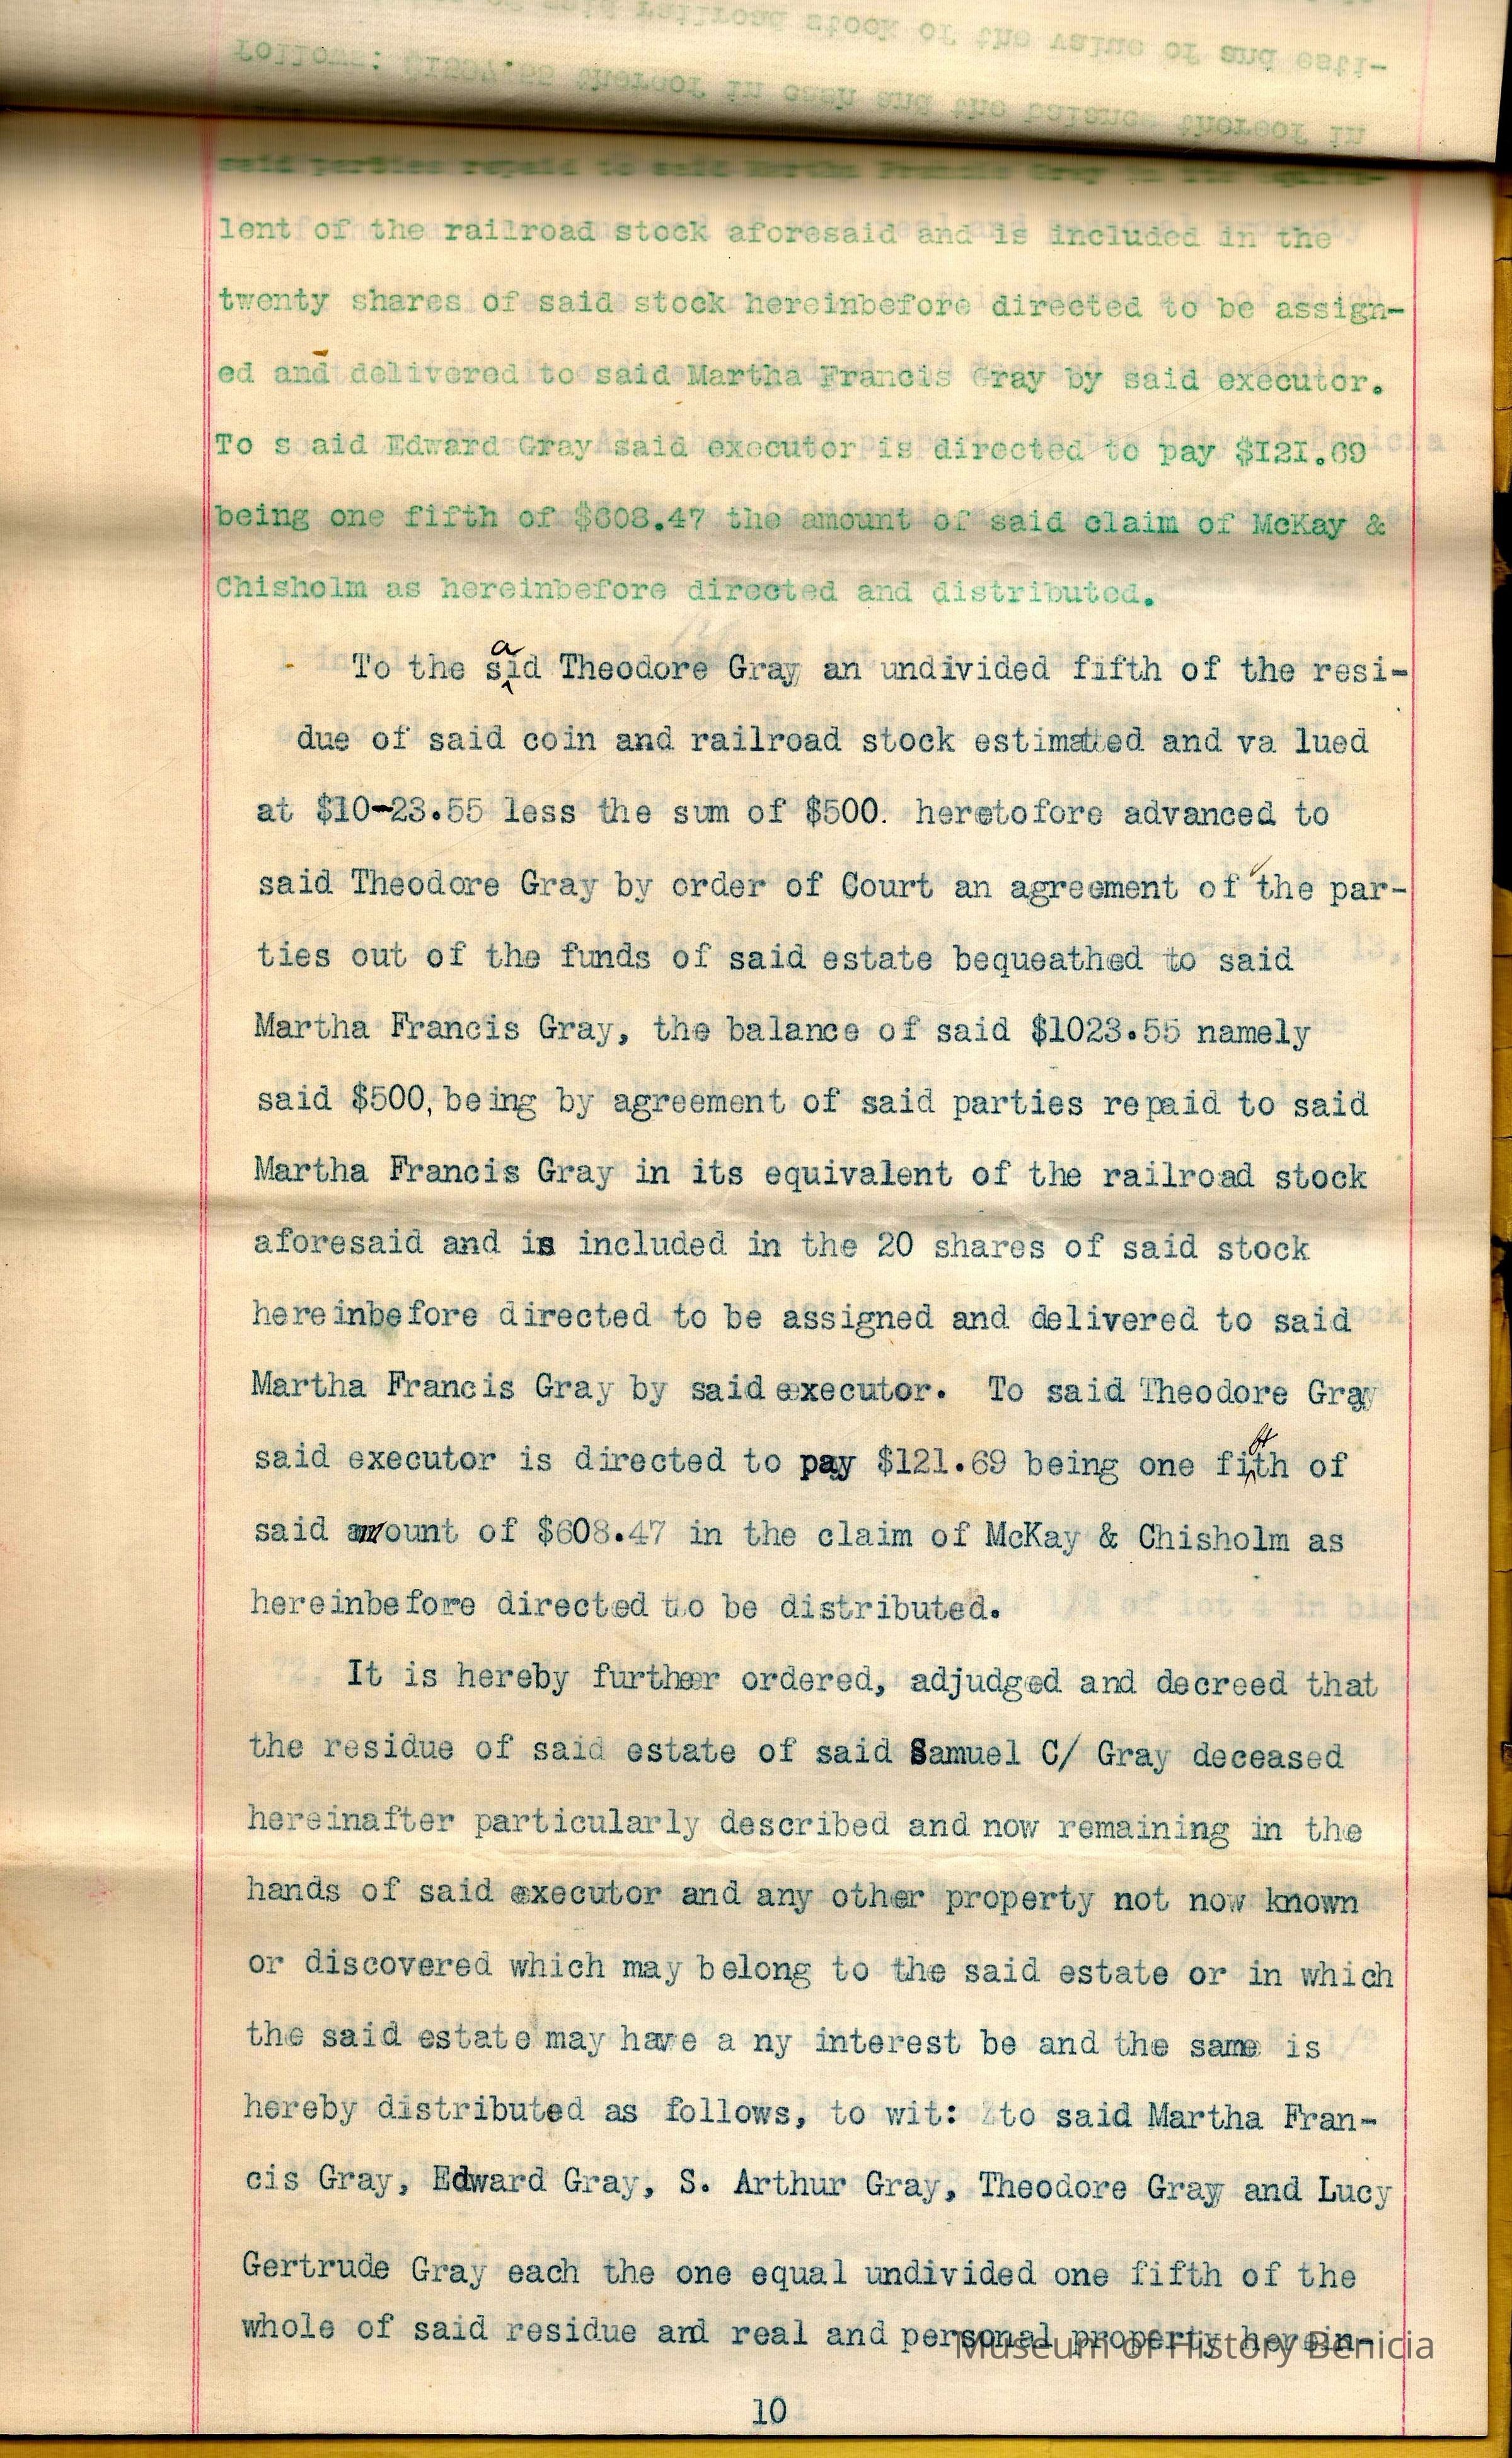 said parties repaid to said Martha Francis Gray in its equiva-
lent of the railroad stock aforesaid and is included in the
twenty shares of said stock hereinbefore directed to be assign-
ed and delivered to said Martha Francis Gray by said executor.
To s aid Edward Gray said executor is directed to pay $121.69
being one fifth of $608.47 the amount of said claim of McKay &
Chisholm as hereinbefore directed and distributed.
To the said Theodore Gray an undivided fifth of the resi-
due of said coin and railroad stock estimated and va lued
at $10-23.55 less the sum of $500. heretofore advanced to
said Theodore Gray by order of Court an agreement of the par-
ties out of the funds of said estate bequeathed to said
Martha Francis Gray, the balance of said $1023.55 namely
said $500, being by agreement of said parties repaid to said
Martha Francis Gray in its equivalent of the railroad stock
aforesaid and is included in the 20 shares of said stock
hereinbefore directed to be assigned and delivered to said
Martha Francis Gray by said executor. To said Theodore Gray
said executor is directed to pay $121.69 being one fifth of
said amount of $608.47 in the claim of McKay & Chisholm as
hereinbefore directed to be distributed.
It is hereby further ordered, adjudged and decreed that
the residue of said estate of said Samuel C/ Gray deceased
hereinafter particularly described and now remaining in the
hands of said executor and any other property not now known
or discovered which may belong to the said estate or in which
the said estate may have a ny interest be and the same is
hereby distributed as follows, to wit: to said Martha Fran-
cis Gray, Edward Gray, S. Arthur Gray, Theodore Gray and Lucy
Gertrude Gray each the one equal undivided one fifth of the
whole of said residue and real and personal property herein-
Museum of History Benicia
10